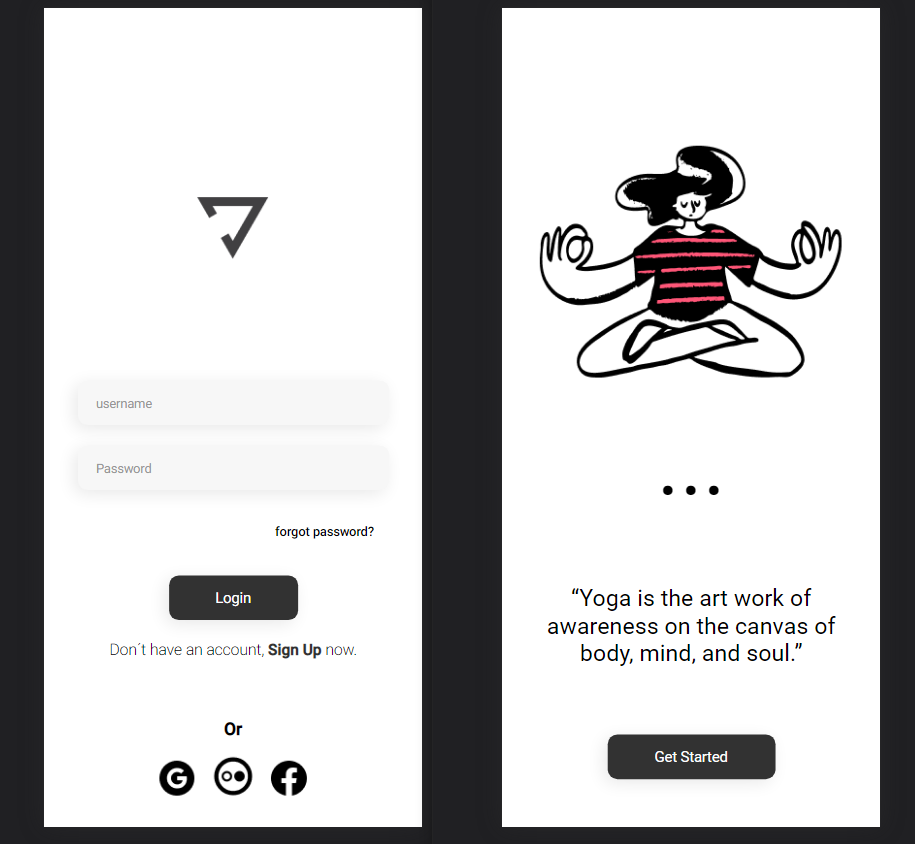 username
Password
forgot password?
Login
Don´t have an account, Sign Up now.
Or
“Yoga is the art work of
awareness on the canvas of
body, mind, and soul.”
Get Started